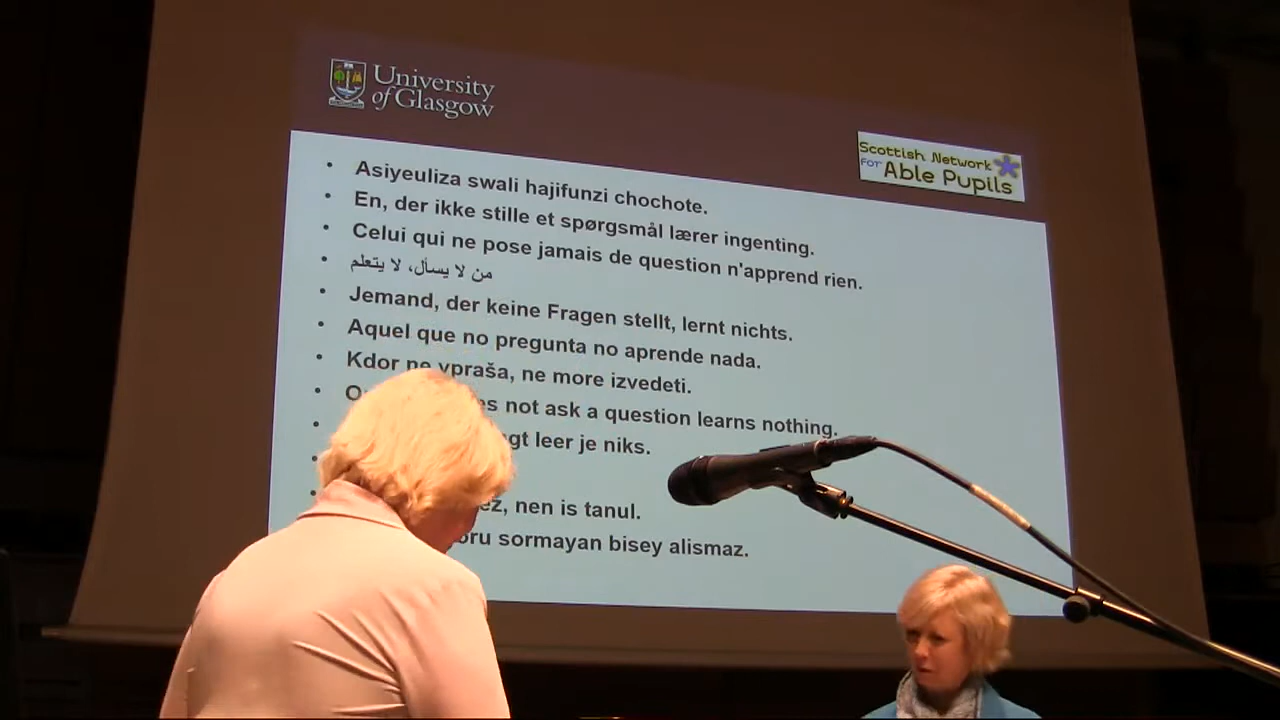 University
of Glasgow
Scottish Network
FOR Able Pupils
• Asiyeuliza swali hajifunzi chochote.
• En, der ikke stille et spørgsmål lærer ingenting.
• Celui qui ne pose jamais de question n'apprend rien.
• من لا يسأل، لا يتعلم
• Jemand, der keine Fragen stellt, lernt nichts.
• Aquel que no pregunta no aprende nada.
• Kdor ne vpraša, ne more izvedeti.
• not ask a question learns nothing.
• leer je niks.
•
• nen is tanul.
sormayan bisey alismaz.